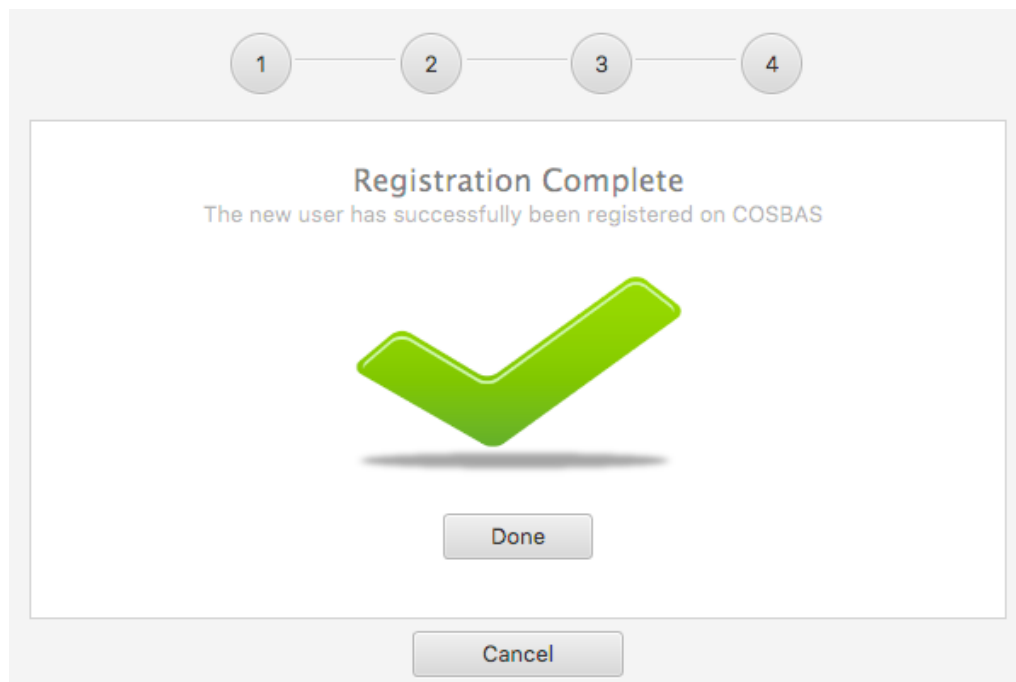 1 2 3 4
Registration Complete
The new user has successfully been registered on COSBAS
Done
Cancel